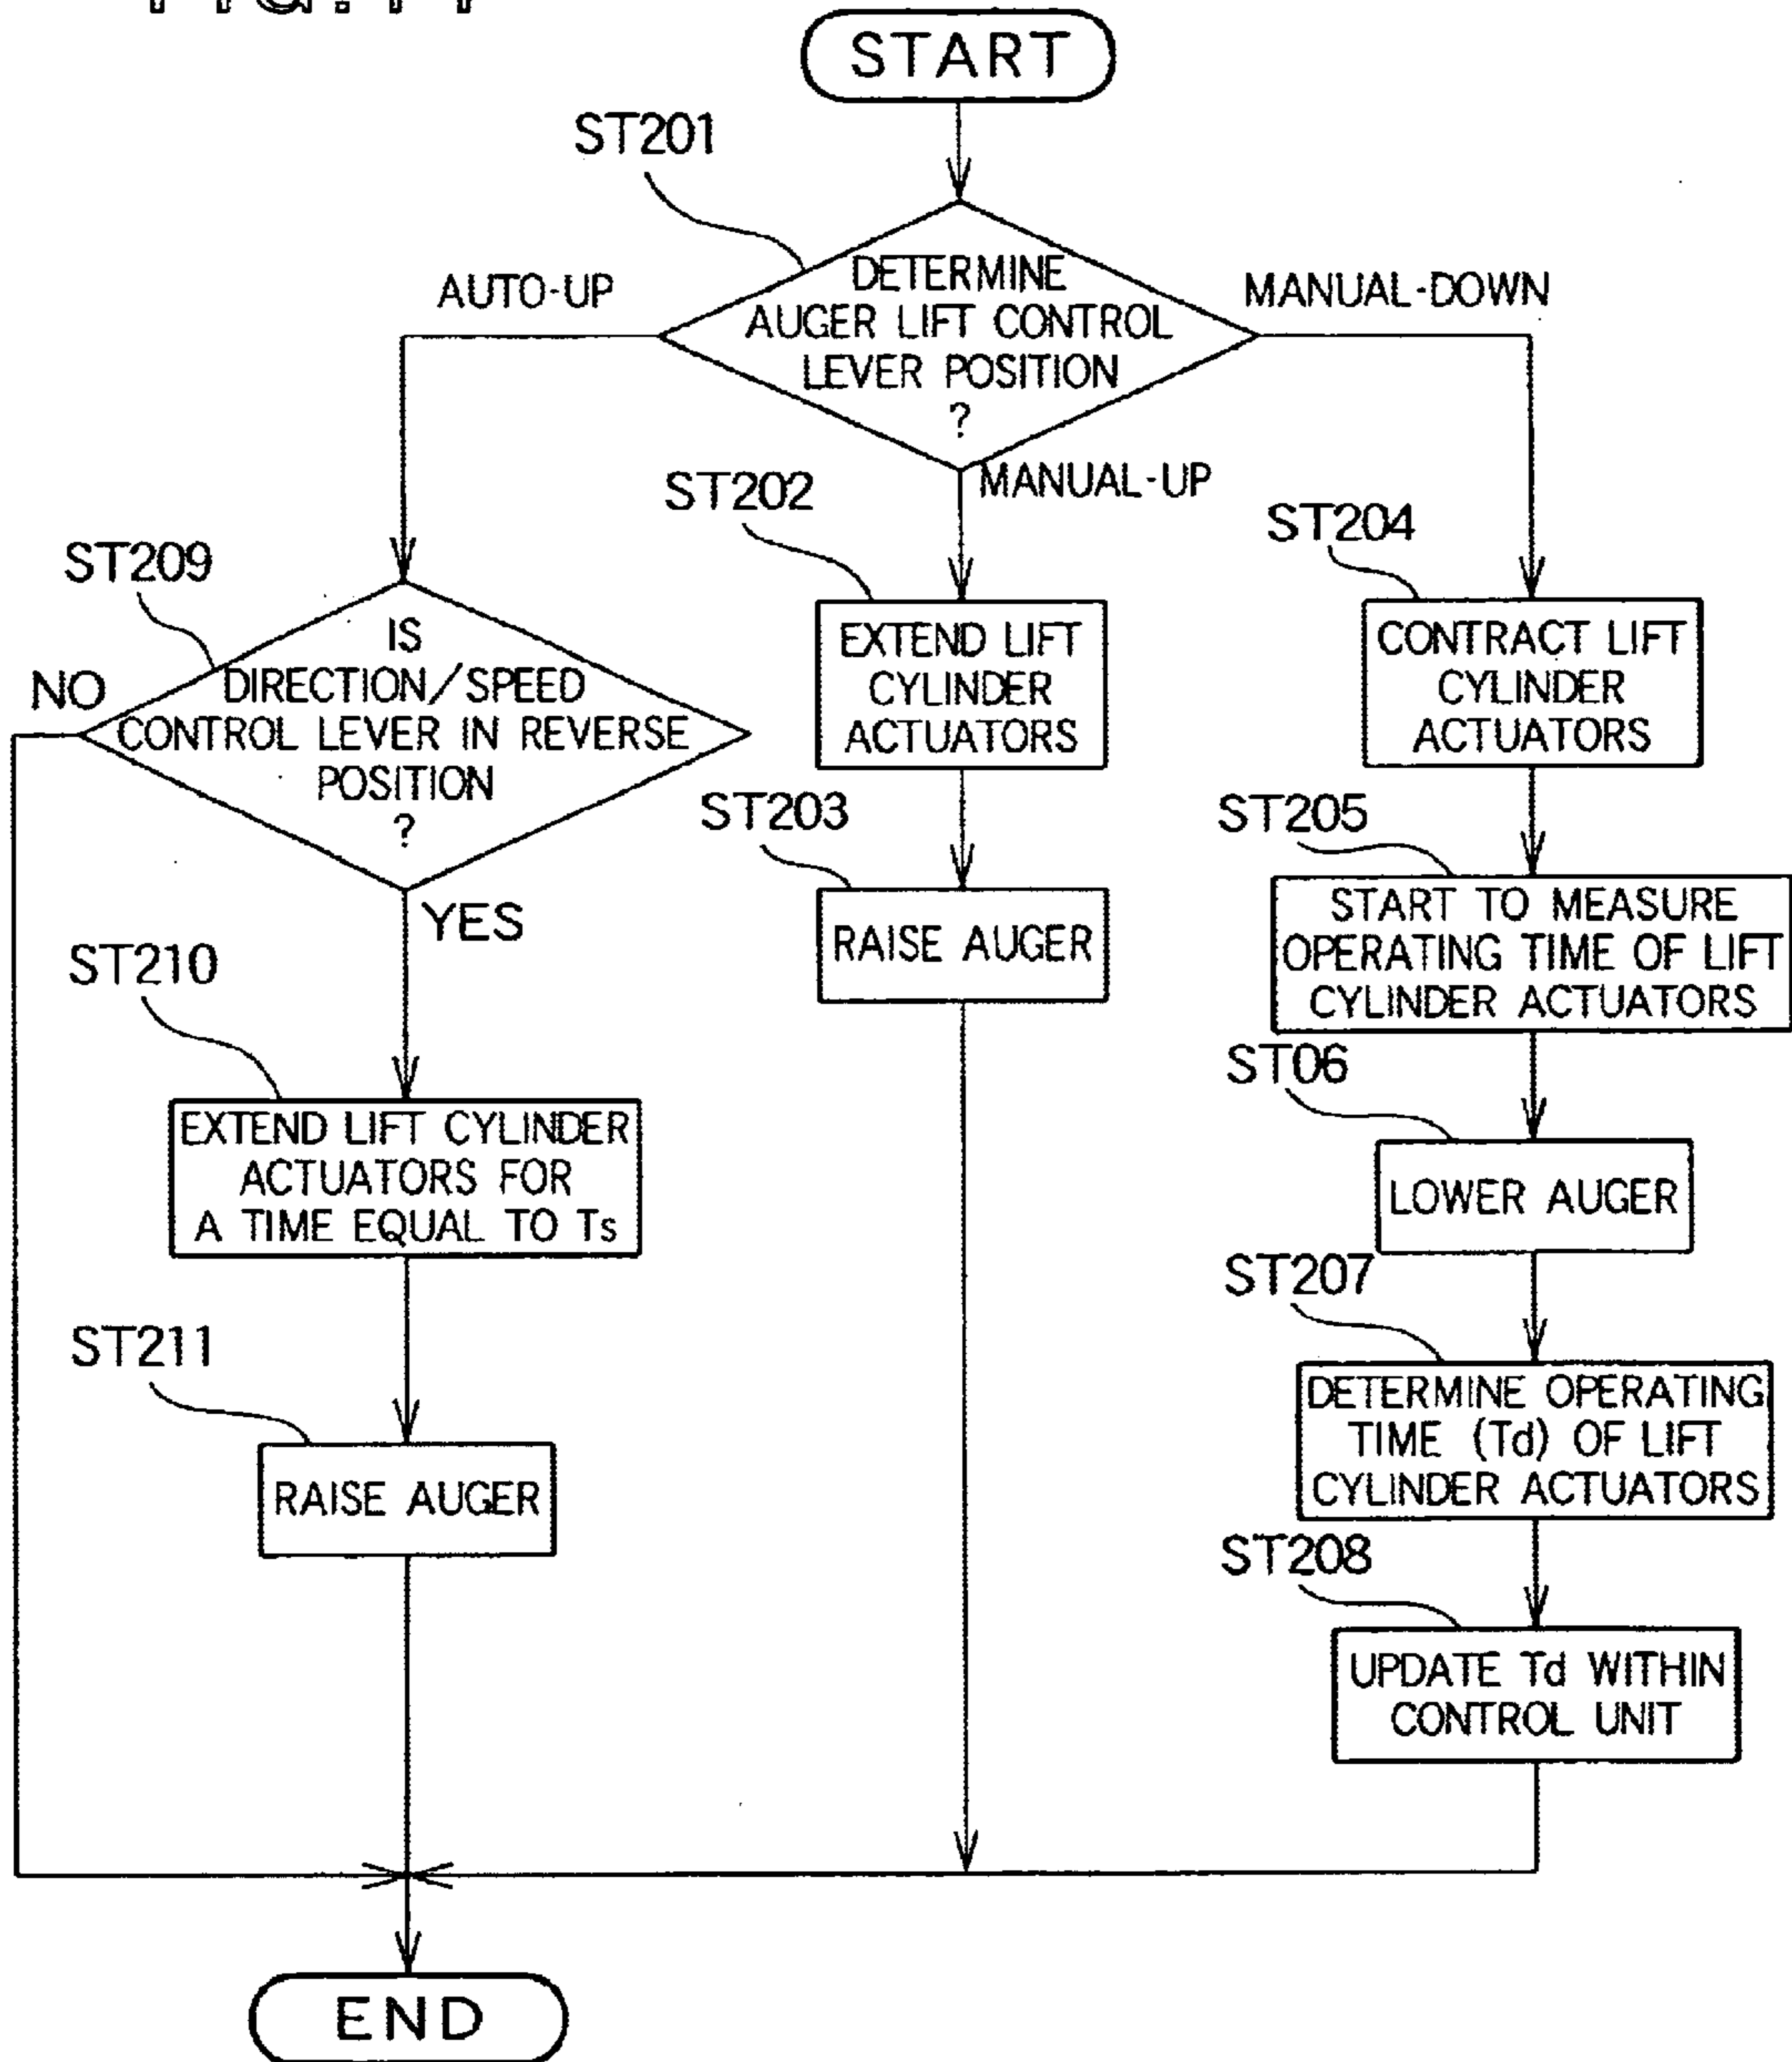 START
ST201
DETERMINE
AUGER LIFT CONTROL
LEVER POSITION
?
AUTO-UP
MANUAL-DOWN
MANUAL-UP
ST209
IS
DIRECTION/SPEED
CONTROL LEVER IN REVERSE
POSITION
?
NO
YES
ST210
EXTEND LIFT CYLINDER
ACTUATORS FOR
A TIME EQUAL TO Ts
ST211
RAISE AUGER
ST202
EXTEND LIFT
CYLINDER
ACTUATORS
ST203
RAISE AUGER
ST204
CONTRACT LIFT
CYLINDER
ACTUATORS
ST205
START TO MEASURE
OPERATING TIME OF LIFT
CYLINDER ACTUATORS
ST06
LOWER AUGER
ST207
DETERMINE OPERATING
TIME (Td) OF LIFT
CYLINDER ACTUATORS
ST208
UPDATE Td WITHIN
CONTROL UNIT
END